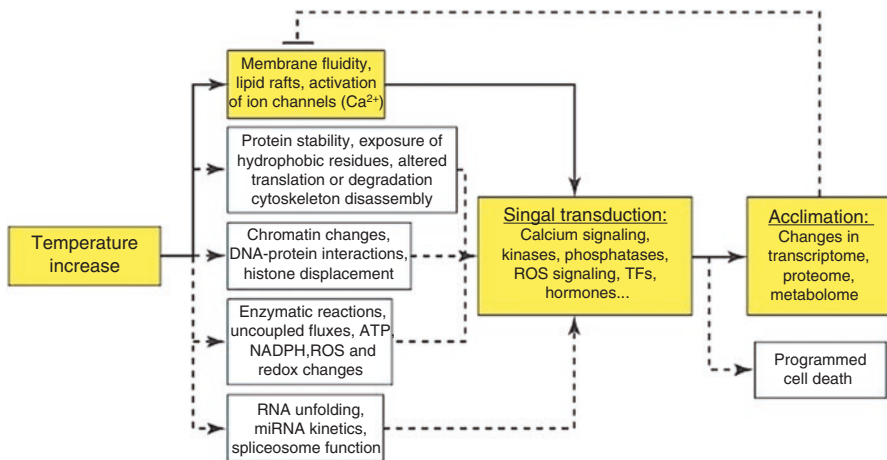 Membrane fluidity,
lipid rafts, activation
of ion channels (Ca²⁺)
Protein stability, exposure of
hydrophobic residues, altered
translation or degradation
cytoskeleton disassembly
Temperature
increase
Chromatin changes,
DNA-protein interactions,
histone displacement
Enzymatic reactions,
uncoupled fluxes, ATP,
NADPH,ROS and
redox changes
RNA unfolding,
miRNA kinetics,
spliceosome function
Singal transduction:
Calcium signaling,
kinases, phosphatases,
ROS signaling, TFs,
hormones...
Acclimation:
Changes in
transcriptome,
proteome,
metabolome
Programmed
cell death